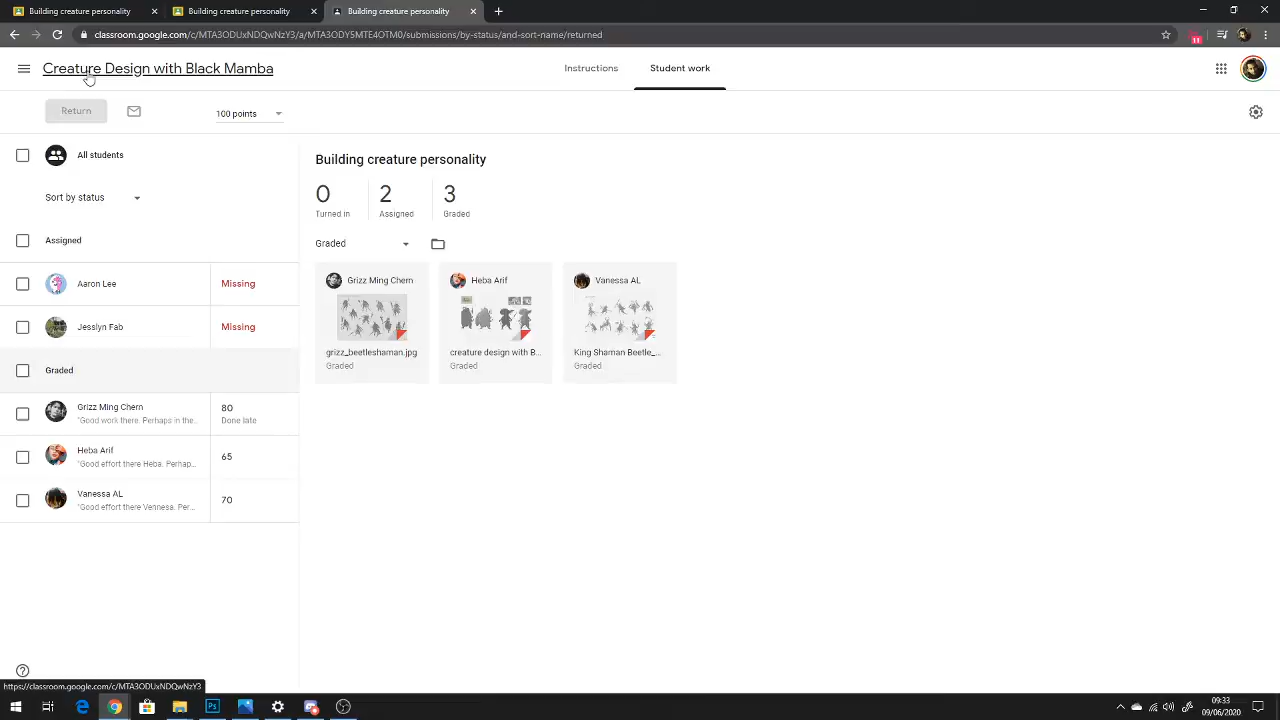 Building creature personality
Building creature personality
Building creature personality
classroom.google.com/c/MTA3ODUxNDQwNzY3/a/MTA3ODY5MTE4OTM0/submissions/by-status/and-sort-name/returned
11
Creature Design with Black Mamba
Instructions
Student work
Return
100 points
All students
Sort by status
Assigned
Aaron Lee
Missing
Jesslyn Fab
Missing
Graded
Grizz Ming Chern
80
"Good work there. Perhaps in the...
Done late
Heba Arif
65
"Good effort there Heba. Perhap...
Vanessa AL
70
"Good effort there Vennesa. Per...
Building creature personality
0
2
3
Turned in
Assigned
Graded
Graded
Grizz Ming Chern
grizz_beetleshaman.jpg
Graded
Heba Arif
creature design with B...
Graded
Vanessa AL
King Shaman Beetle_...
Graded
https://classroom.google.com/c/MTA3ODUxNDQwNzY3
09:33
09/06/2020